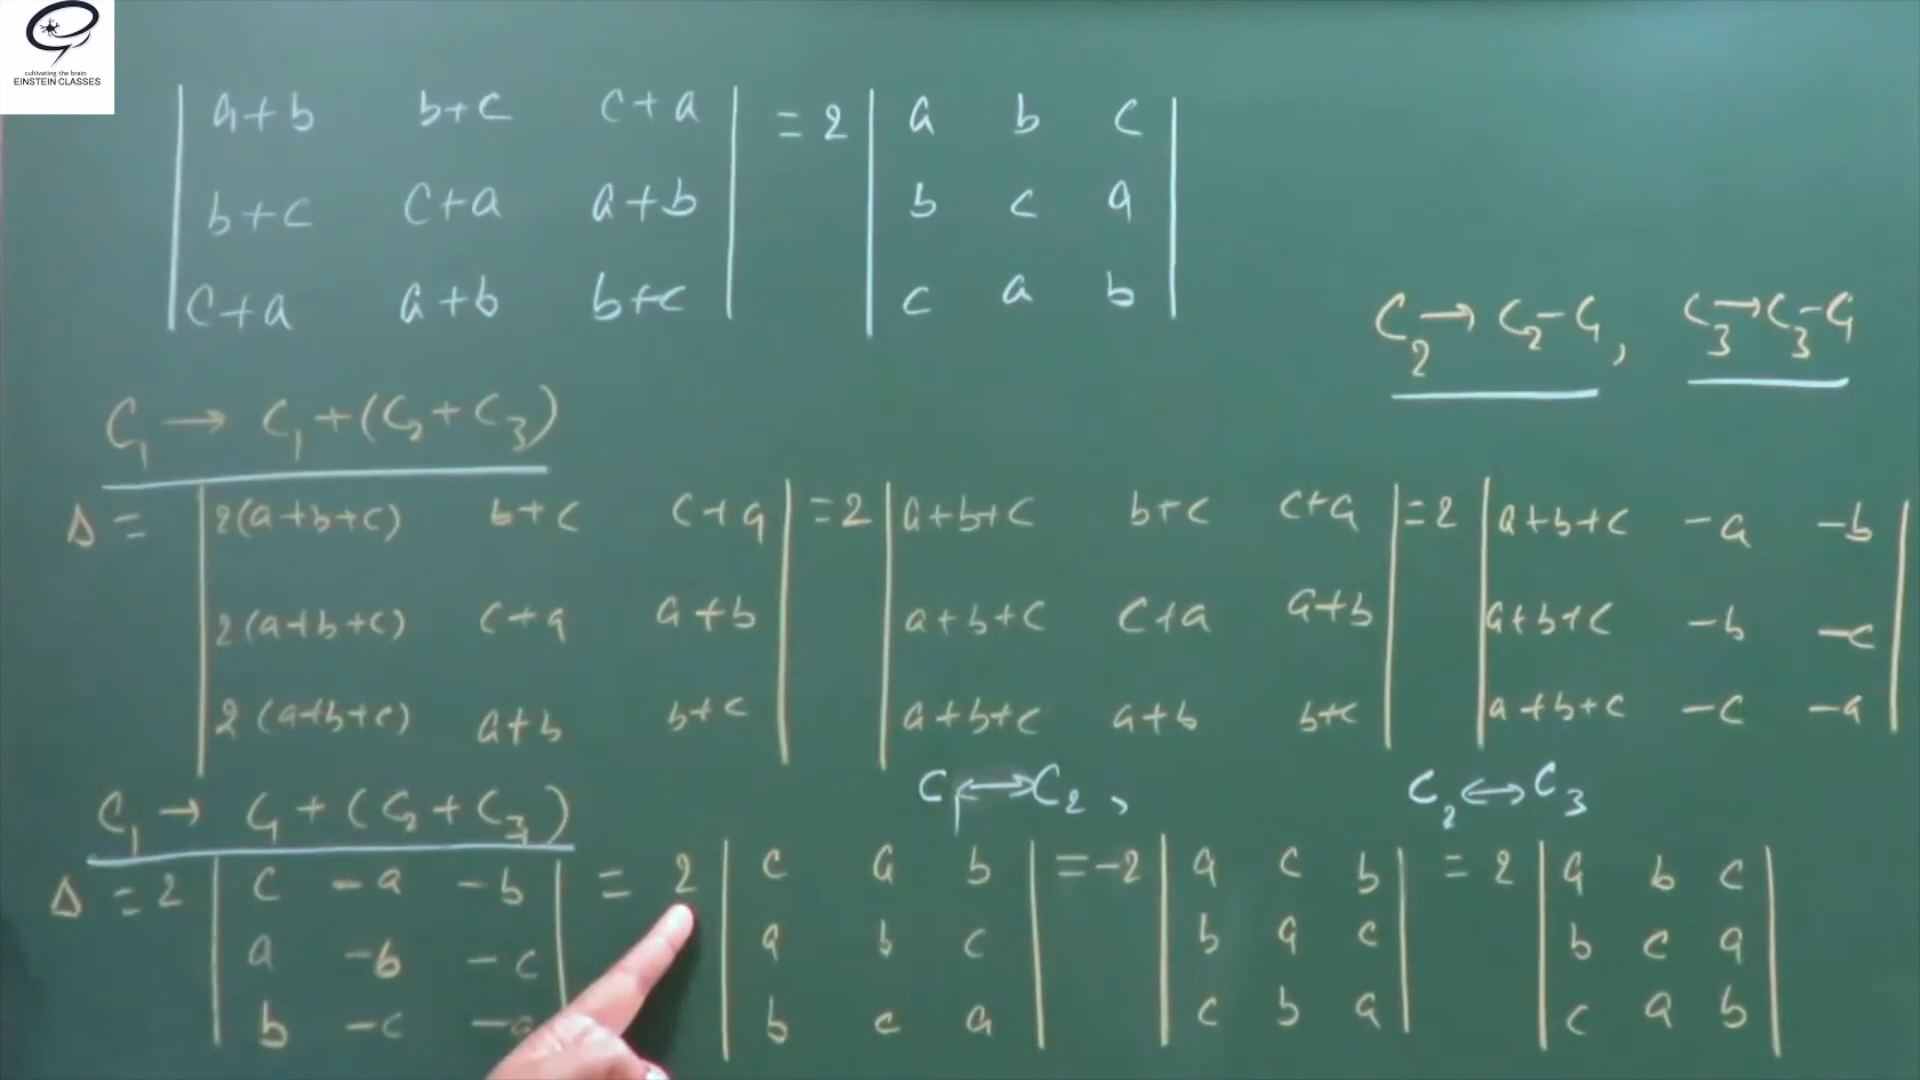 cultivating the brain
EINSTEIN CLASSES
| a+b b+c c+a | = 2 | a b c |
| b+c c+a a+b | | b c a |
| c+a a+b b+c | | c a b |
C₂ → C₂-C₁, C₃ → C₃-C₁
C₁ → C₁+(C₂+C₃)
Δ = | 2(a+b+c) b+c c+a | = 2 | a+b+c b+c c+a | = 2 | a+b+c -a -b |
| 2(a+b+c) c+a a+b | | a+b+c c+a a+b | | a+b+c -b -c |
| 2(a+b+c) a+b b+c | | a+b+c a+b b+c | | a+b+c -c -a |
C₁ → C₁+(C₂+C₃) C₁ ↔ C₂, C₂ ↔ C₃
Δ = 2 | c -a -b | = 2 | c a b | = -2 | a c b | = 2 | a b c |
| a -b -c | | a b c | | b a c | | b c a |
| b -c -a | | b c a | | c b a | | c a b |